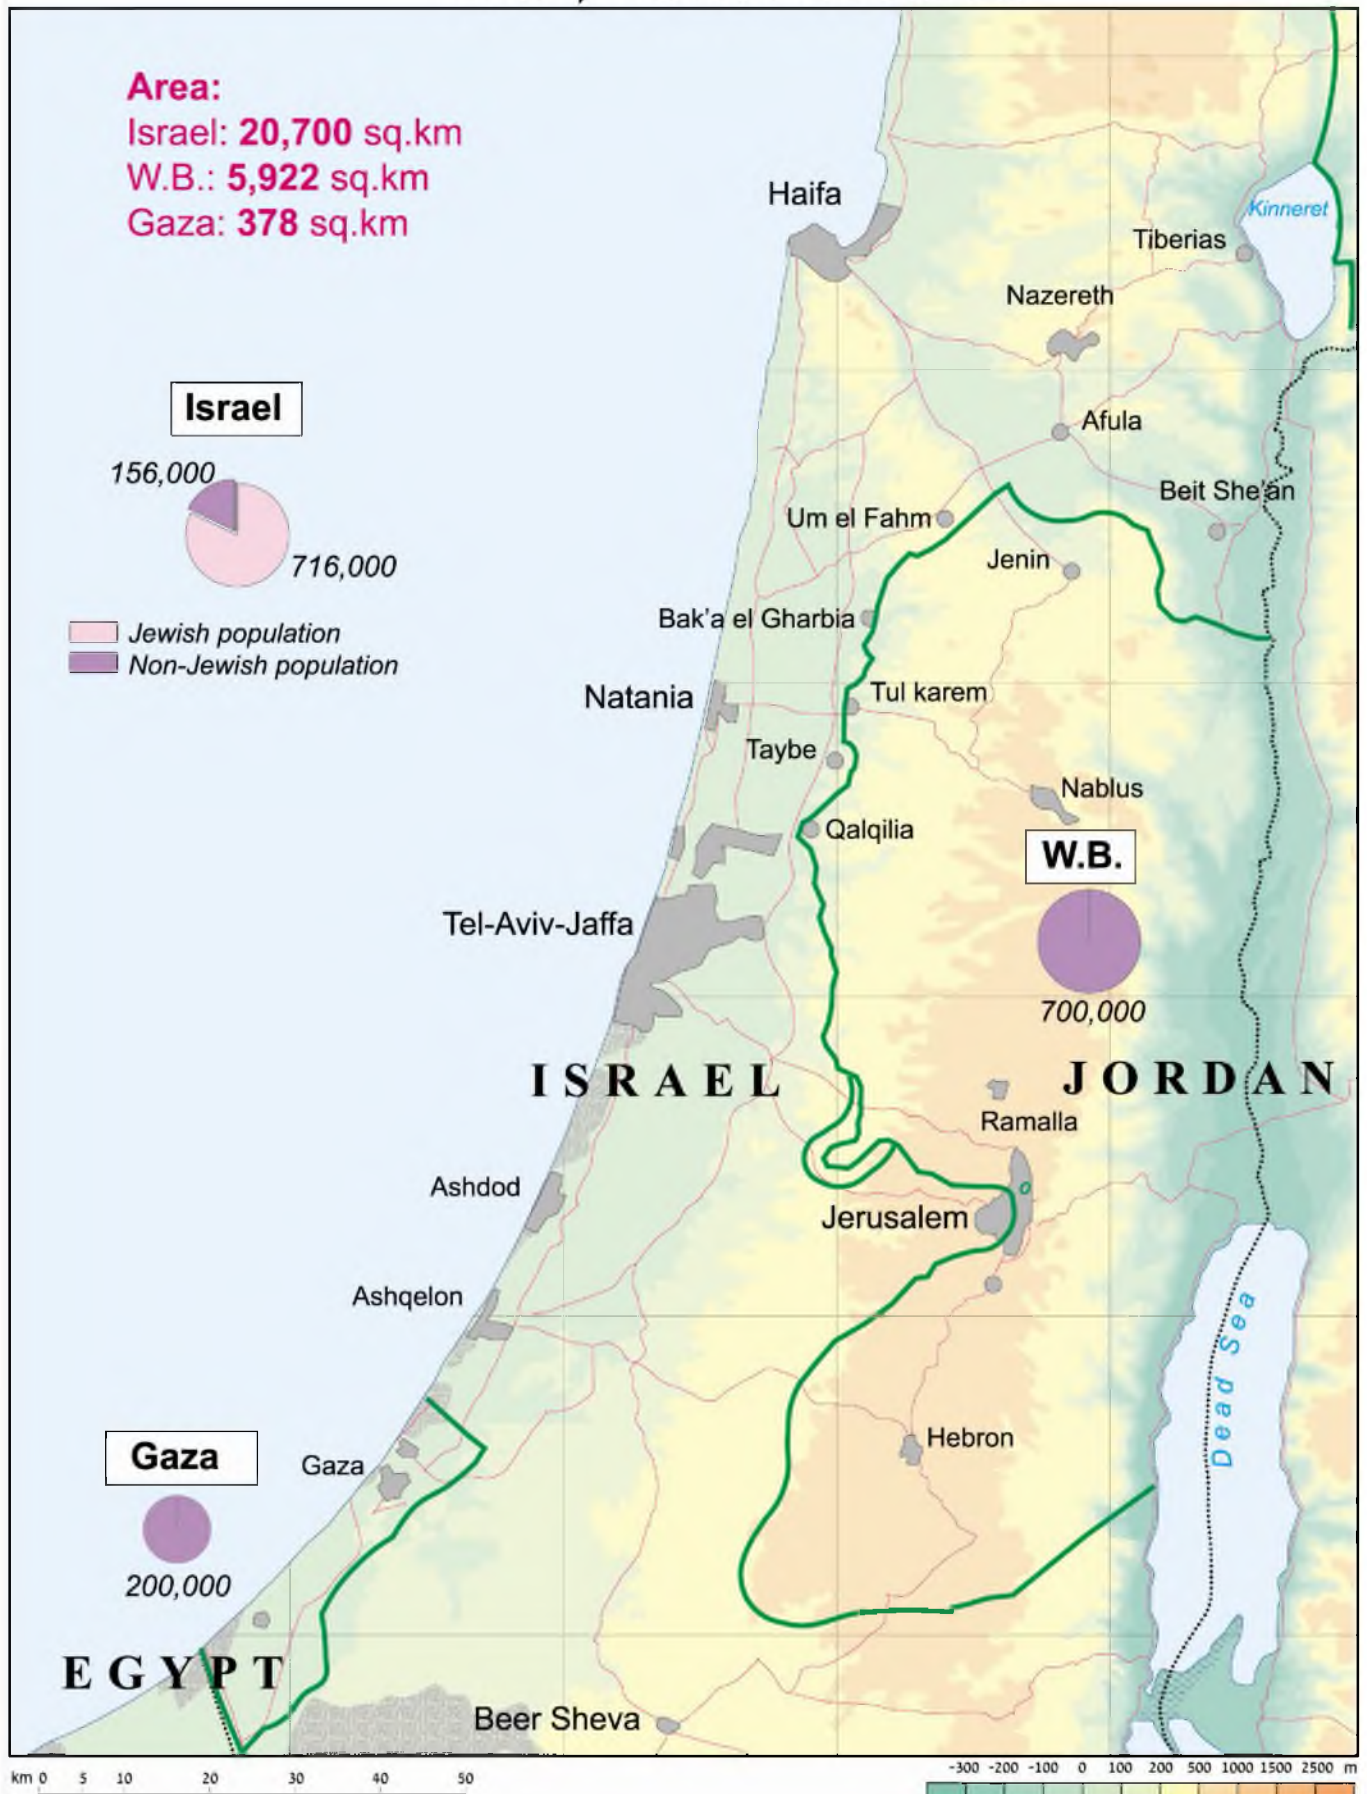 Area:
Israel: 20,700 sq.km
W.B.: 5,922 sq.km
Gaza: 378 sq.km
Haifa
Kinneret
Tiberias
Nazereth
Israel
156,000
716,000
Jewish population
Non-Jewish population
Afula
Beit She'an
Um el Fahm
Jenin
Bak'a el Gharbia
Natania
Tul karem
Taybe
Nablus
Qalqilia
W.B.
700,000
Tel-Aviv-Jaffa
ISRAEL
JORDAN
Ramalla
Ashdod
Jerusalem
Ashqelon
Dead Sea
Hebron
Gaza
Gaza
200,000
EGYPT
Beer Sheva
km 0 5 10 20 30 40 50
-300 -200 -100 0 100 200 500 1000 1500 2500 m